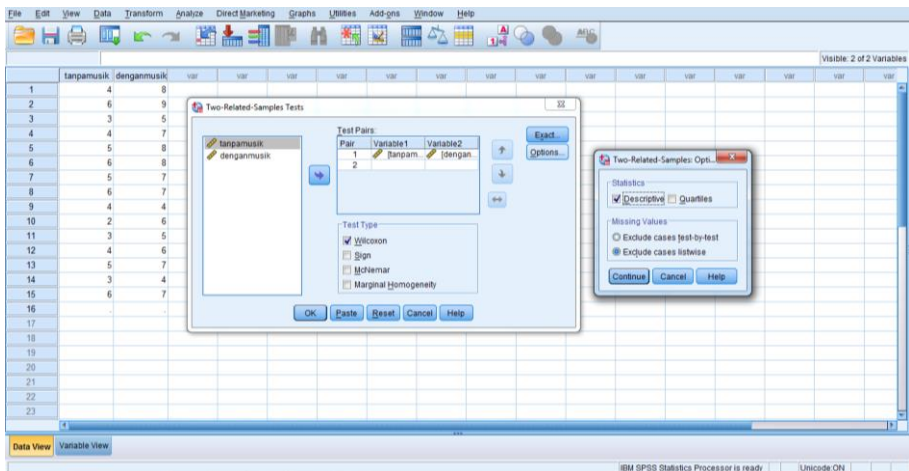 File Edit View Data Transform Analyze Direct Marketing Graphs Utilities Add-ons Window Help
Visible: 2 of 2 Variables
tanpamusik denganmusik var var var var var var var var var var var var var var
1 4 8
2 6 9
3 3 5
4 4 7
5 5 8
6 6 8
7 5 7
8 6 7
9 4 4
10 2 6
11 3 5
12 4 6
13 5 7
14 3 4
15 6 7
16 . .
17
18
19
20
21
22
23
Two-Related-Samples Tests
tanpamusik
denganmusik
Test Pairs:
Pair Variable1 Variable2
1 [tanpam... [dengan...
2
Exact...
Options...
Test Type
Wilcoxon
Sign
McNemar
Marginal Homogeneity
OK Paste Reset Cancel Help
Two-Related-Samples: Opti...
Statistics
Descriptive Quartiles
Missing Values
Exclude cases test-by-test
Exclude cases listwise
Continue Cancel Help
Data View Variable View
IBM SPSS Statistics Processor is ready Unicode:ON